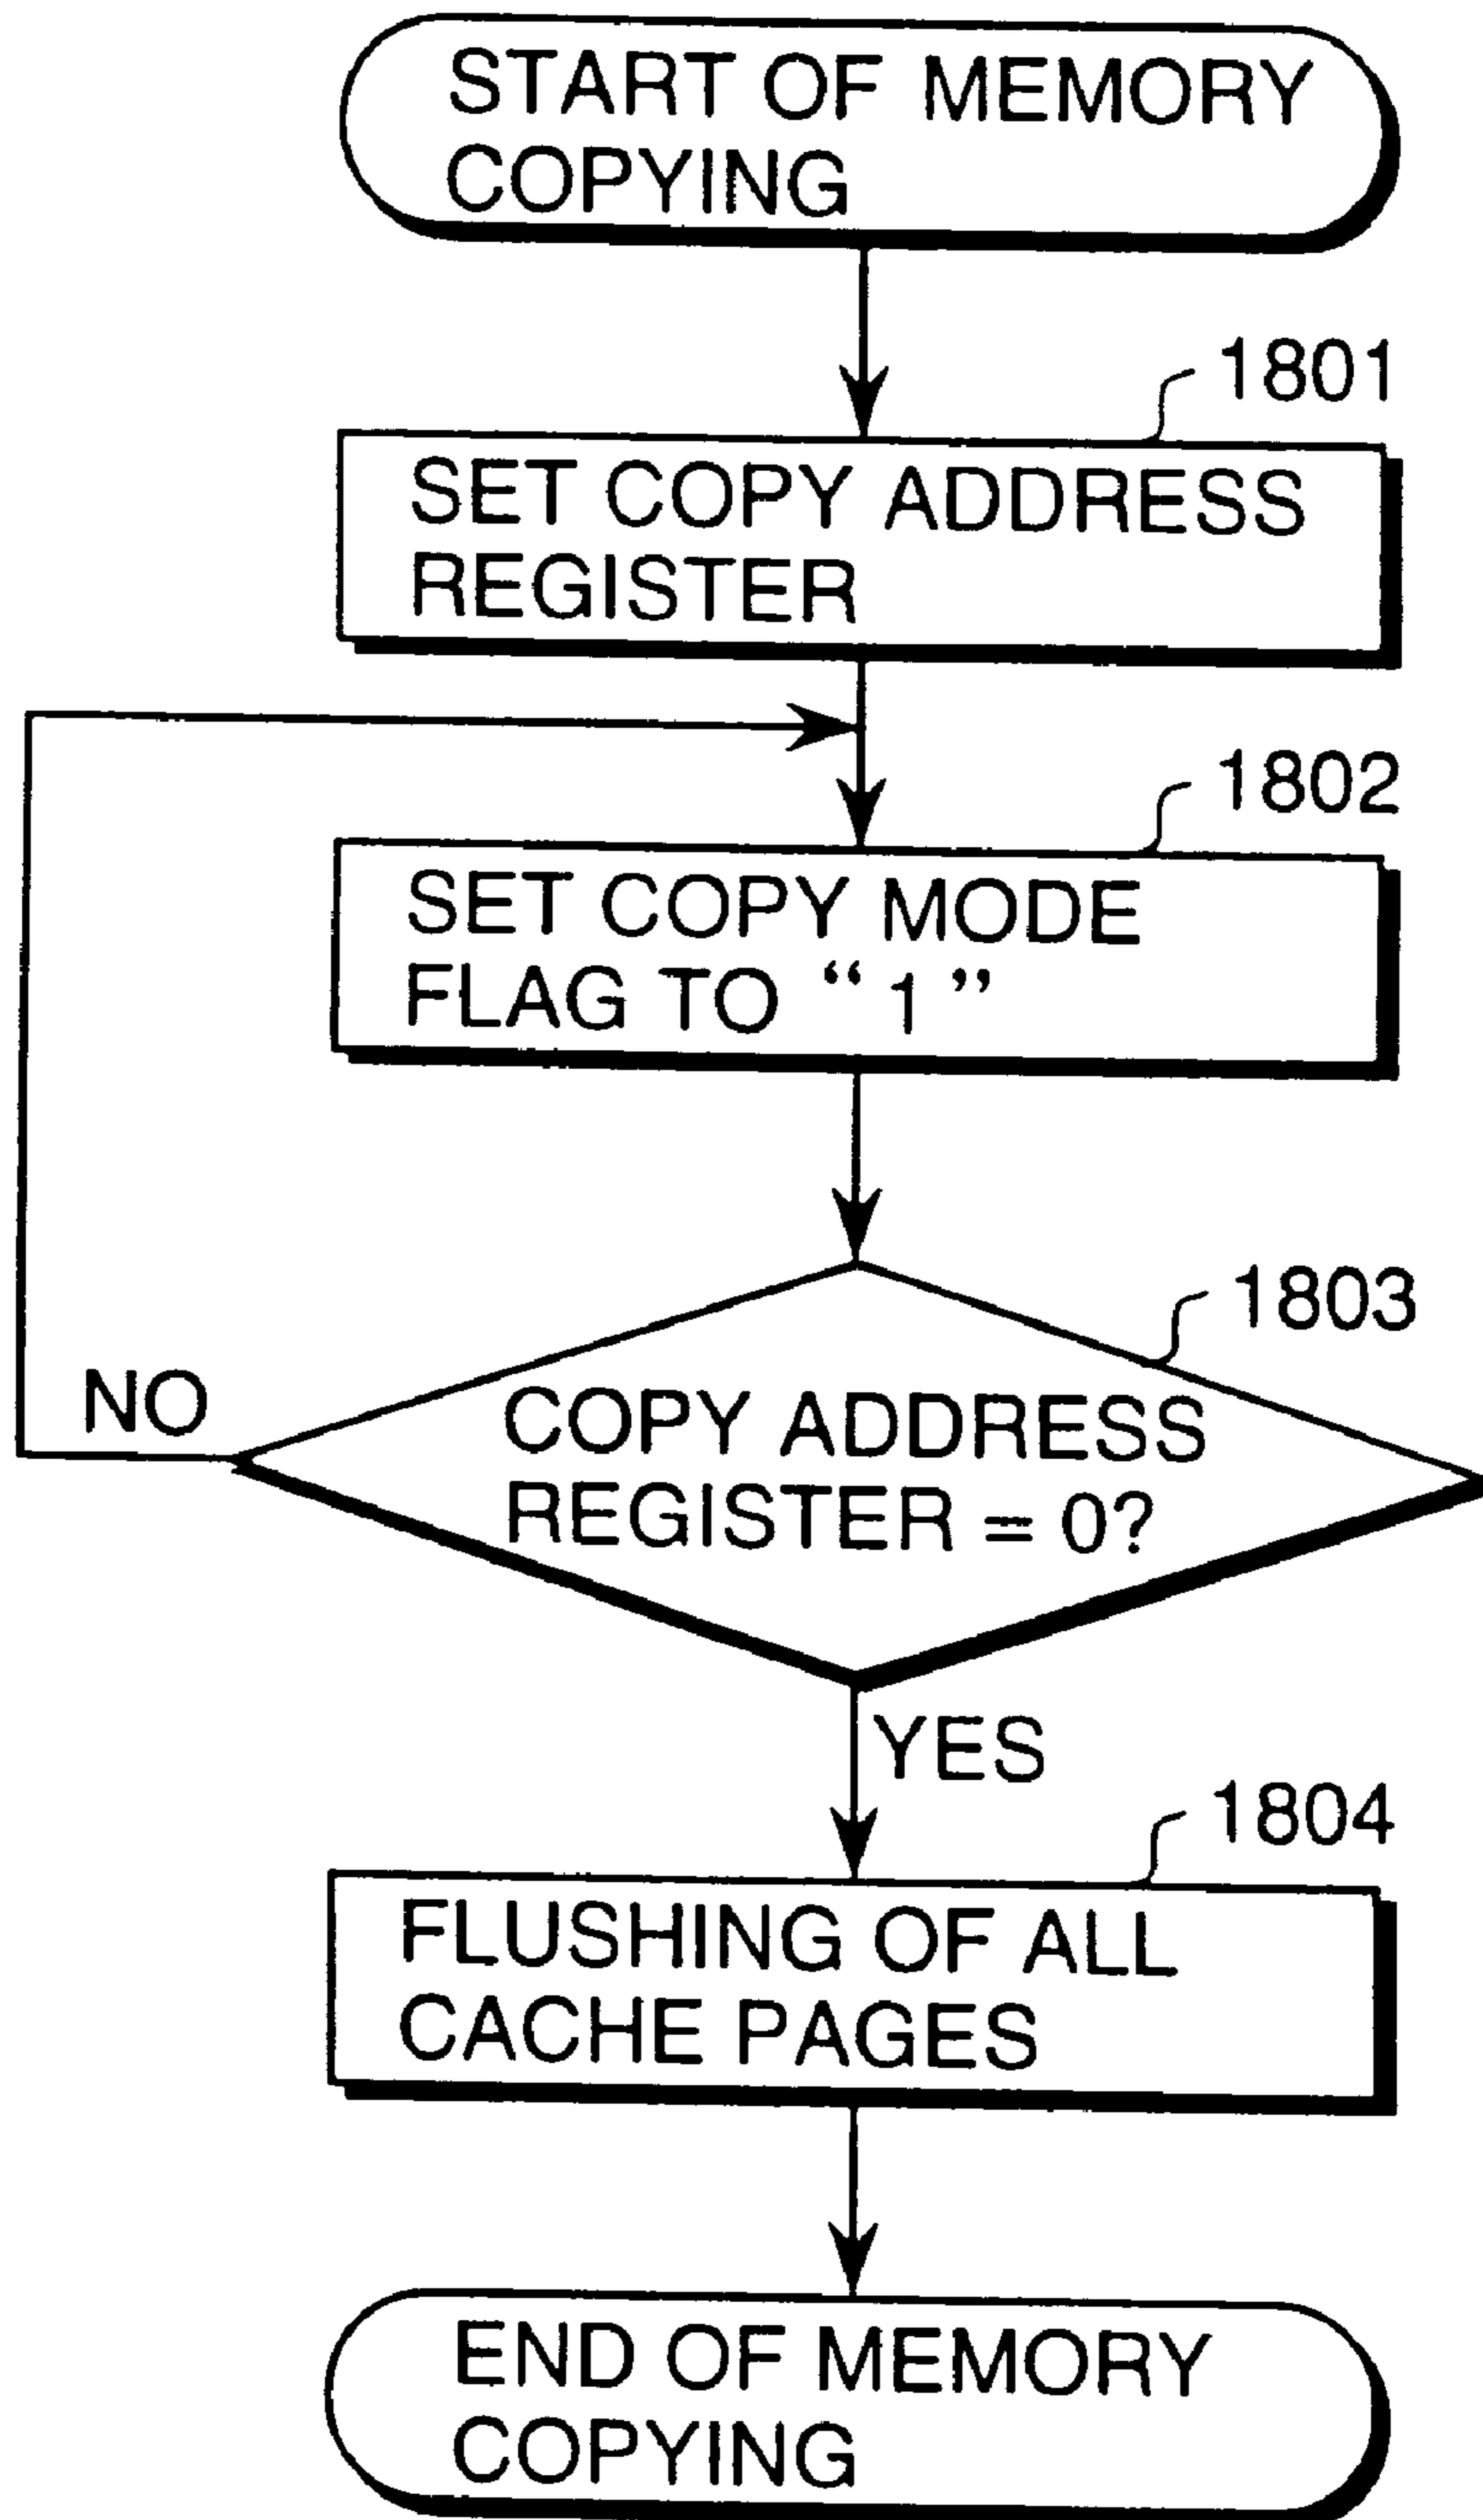 START OF MEMORY
COPYING
1801
SET COPY ADDRESS
REGISTER
1802
SET COPY MODE
FLAG TO “ 1 ”
1803
NO
COPY ADDRESS
REGISTER = 0?
YES
1804
FLUSHING OF ALL
CACHE PAGES
END OF MEMORY
COPYING